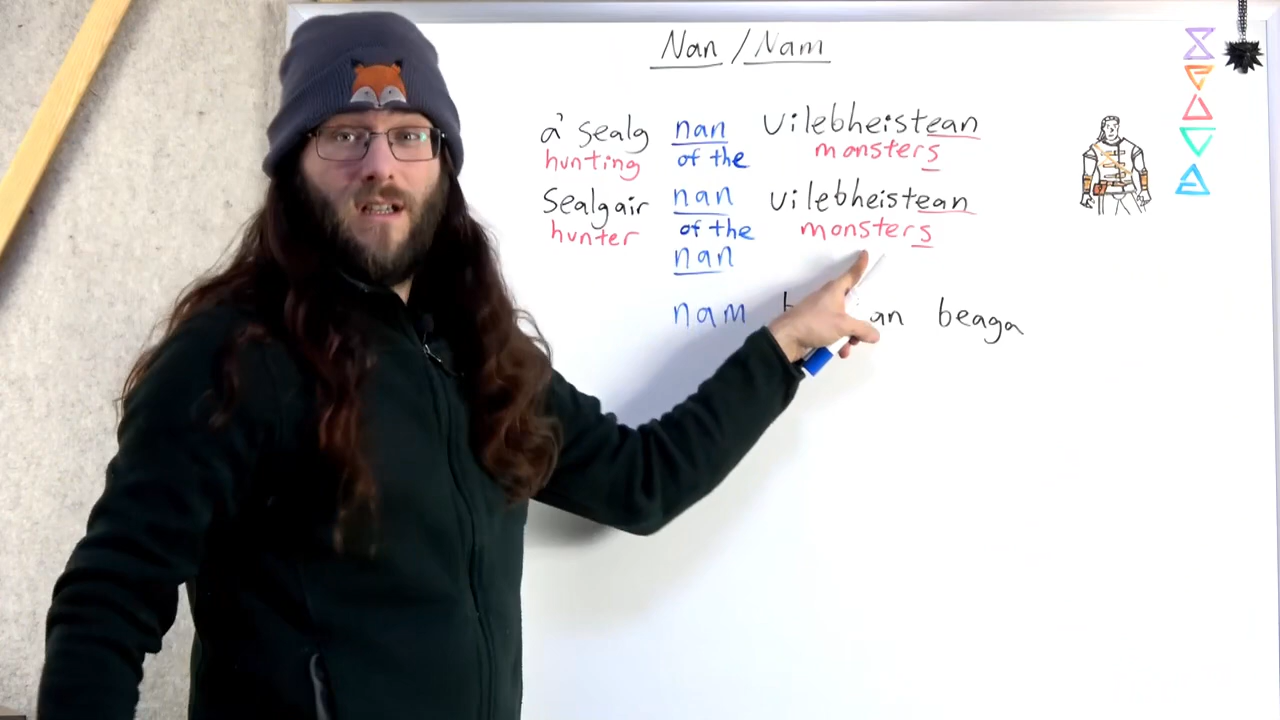 Nan / Nam
a' sealg nan uilebheistean
hunting of the monsters
Sealgair nan uilebheistean
hunter of the monsters
nan
nam beaga